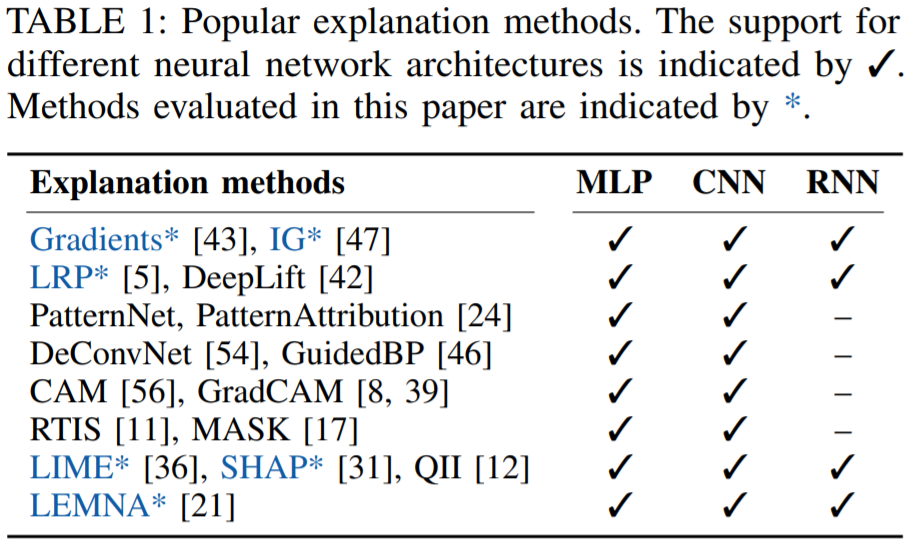 TABLE 1: Popular explanation methods. The support for
different neural network architectures is indicated by ✓.
Methods evaluated in this paper are indicated by *.
Explanation methods MLP CNN RNN
Gradients* [43], IG* [47] ✓ ✓ ✓
LRP* [5], DeepLift [42] ✓ ✓ ✓
PatternNet, PatternAttribution [24] ✓ ✓ –
DeConvNet [54], GuidedBP [46] ✓ ✓ –
CAM [56], GradCAM [8, 39] ✓ ✓ –
RTIS [11], MASK [17] ✓ ✓ –
LIME* [36], SHAP* [31], QII [12] ✓ ✓ ✓
LEMNA* [21] ✓ ✓ ✓